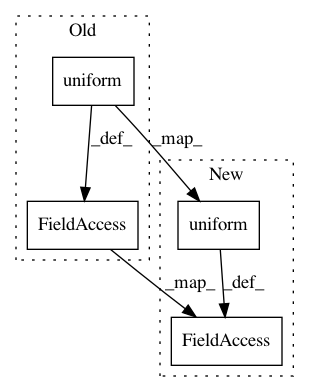 Old
uniform
_def_
_map_
New
FieldAccess
uniform
_map_
_def_
FieldAccess